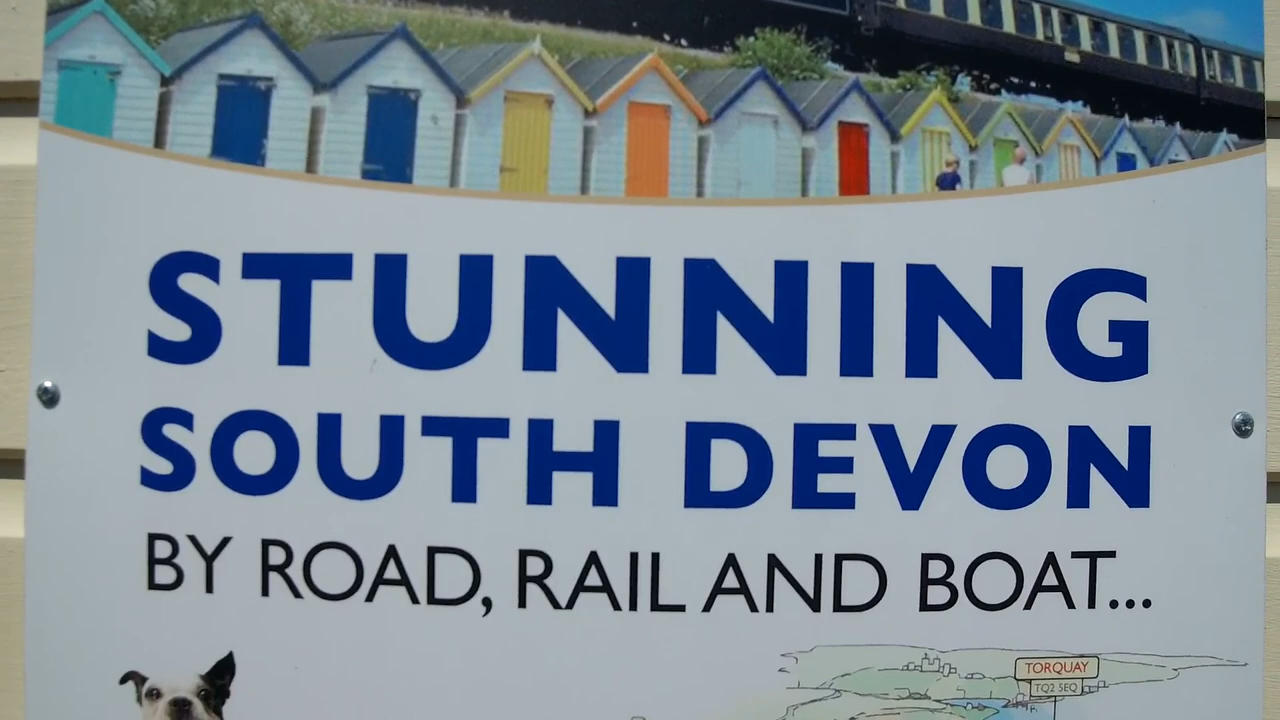 STUNNING
SOUTH DEVON
BY ROAD, RAIL AND BOAT...
TORQUAY
TQ2 5EQ